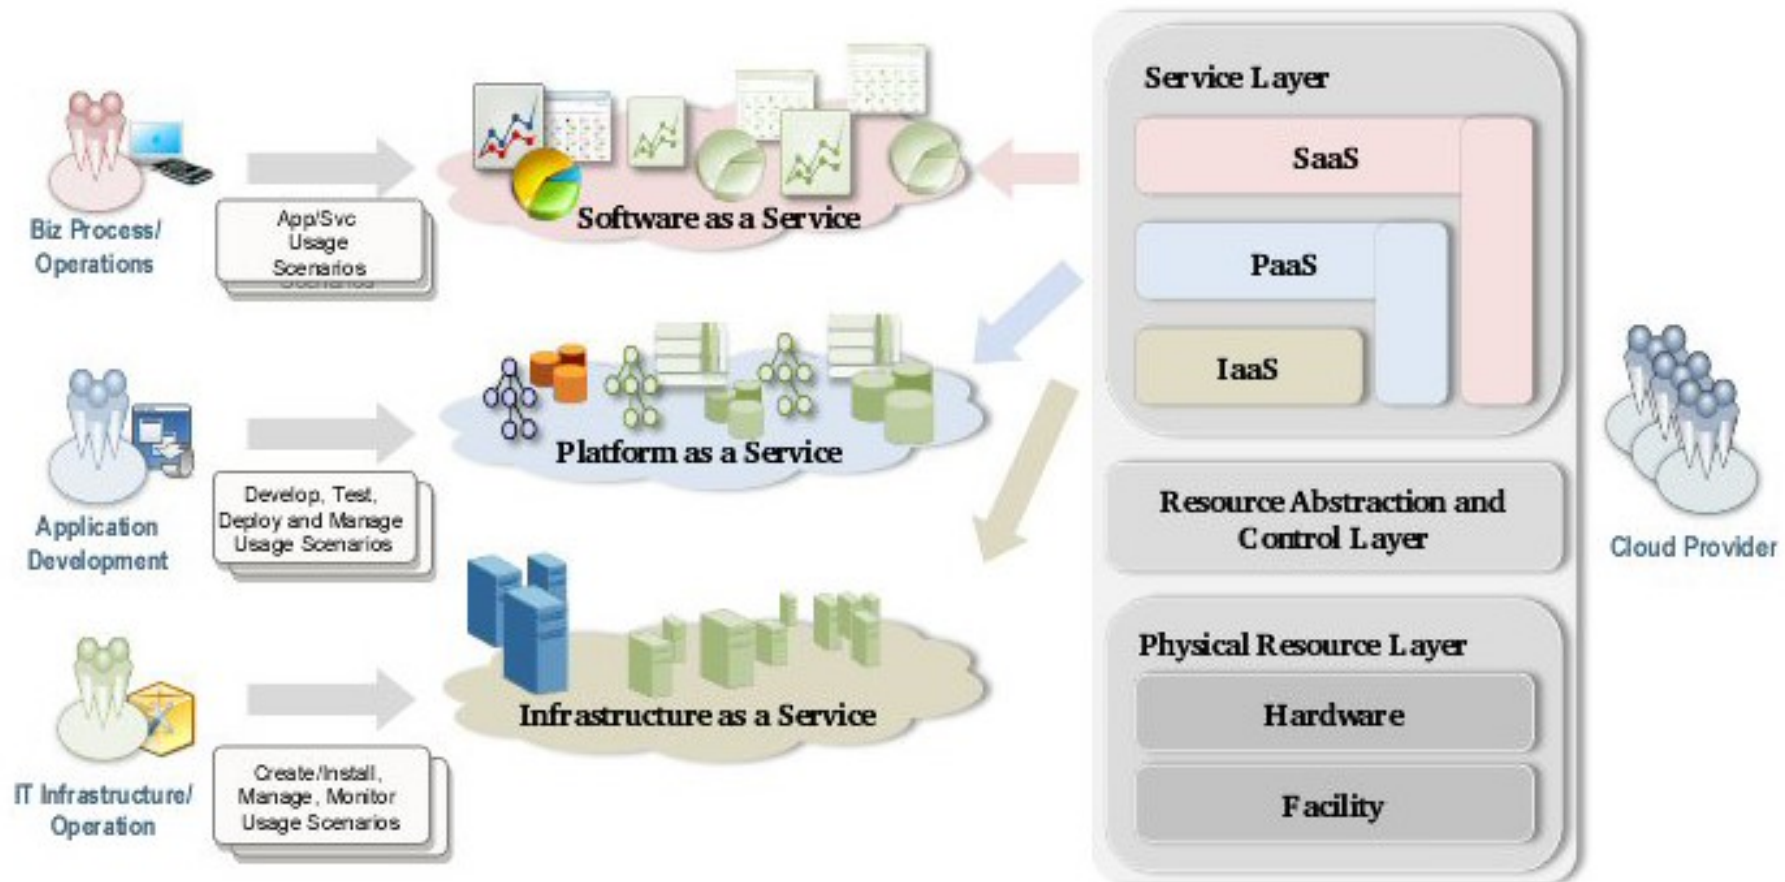 Biz Process/
Operations
App/Svc
Usage
Scenarios
Scenarios
Software as a Service
Application
Development
Develop, Test,
Deploy and Manage
Usage Scenarios
Platform as a Service
IT Infrastructure/
Operation
Create/Install,
Manage, Monitor
Usage Scenarios
Infrastructure as a Service
Service Layer
SaaS
PaaS
IaaS
Resource Abstraction and
Control Layer
Physical Resource Layer
Hardware
Facility
Cloud Provider